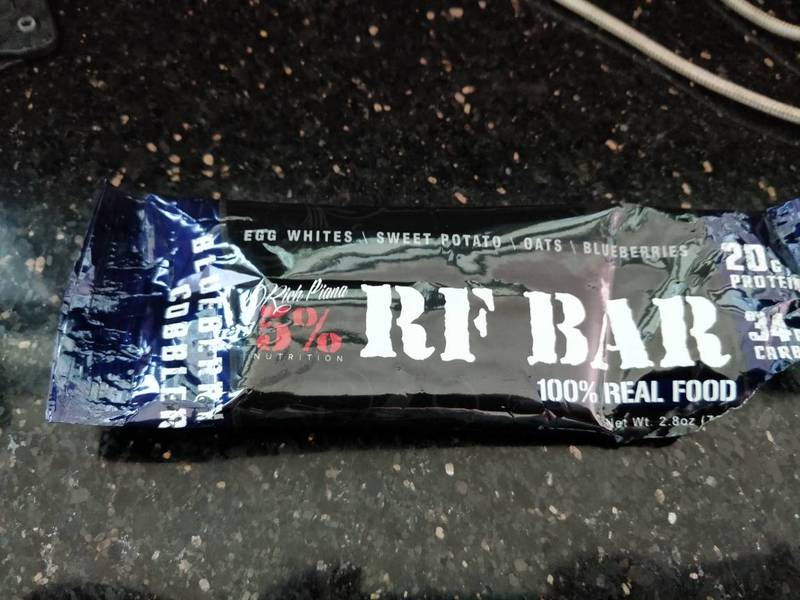 EGG WHITES \ SWEET POTATO \ OATS \ BLUEBERRIES
BLUEBERRY
COBBLER
Rich Piana
5%
NUTRITION
RF BAR
100% REAL FOOD
Net Wt. 2.8oz (7
20G
PROTEIN
34
CARB